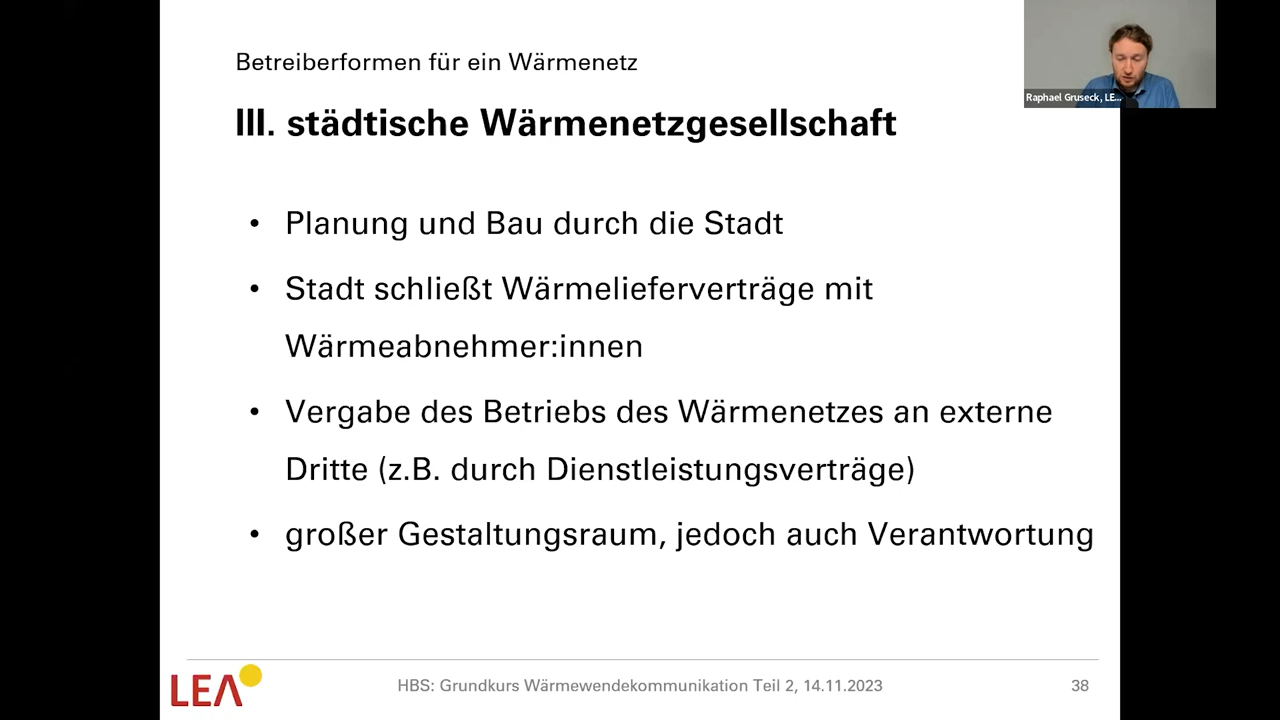 Betreiberformen für ein Wärmenetz
III. städtische Wärmenetzgesellschaft
• Planung und Bau durch die Stadt
• Stadt schließt Wärmelieferverträge mit
Wärmeabnehmer:innen
• Vergabe des Betriebs des Wärmenetzes an externe
Dritte (z.B. durch Dienstleistungsverträge)
• großer Gestaltungsraum, jedoch auch Verantwortung
Raphael Gruseck, LE...
LEA
HBS: Grundkurs Wärmewendekommunikation Teil 2, 14.11.2023
38